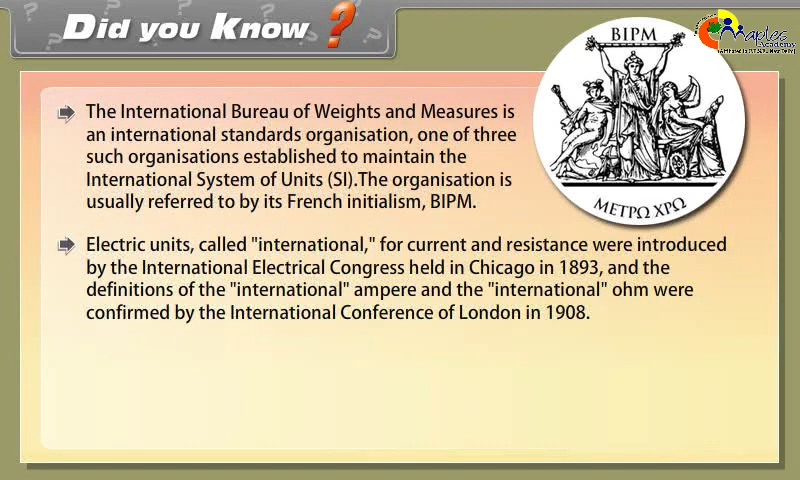 Did you Know ?
BIPM
ΜΕΤΡΩ ΧΡΩ
Maples
Academy
The International Bureau of Weights and Measures is
an international standards organisation, one of three
such organisations established to maintain the
International System of Units (SI).The organisation is
usually referred to by its French initialism, BIPM.
Electric units, called "international," for current and resistance were introduced
by the International Electrical Congress held in Chicago in 1893, and the
definitions of the "international" ampere and the "international" ohm were
confirmed by the International Conference of London in 1908.